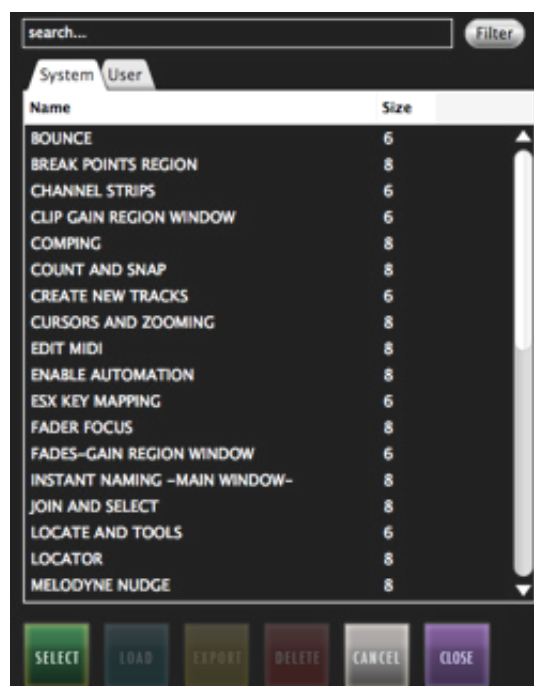 search... Filter
System User
Name Size
BOUNCE 6
BREAK POINTS REGION 8
CHANNEL STRIPS 6
CLIP GAIN REGION WINDOW 6
COMPING 8
COUNT AND SNAP 8
CREATE NEW TRACKS 6
CURSORS AND ZOOMING 8
EDIT MIDI 8
ENABLE AUTOMATION 8
ESX KEY MAPPING 6
FADER FOCUS 8
FADES-GAIN REGION WINDOW 6
INSTANT NAMING -MAIN WINDOW- 8
JOIN AND SELECT 8
LOCATE AND TOOLS 6
LOCATOR 8
MELODYNE NUDGE 8
SELECT LOAD EXPORT DELETE CANCEL CLOSE